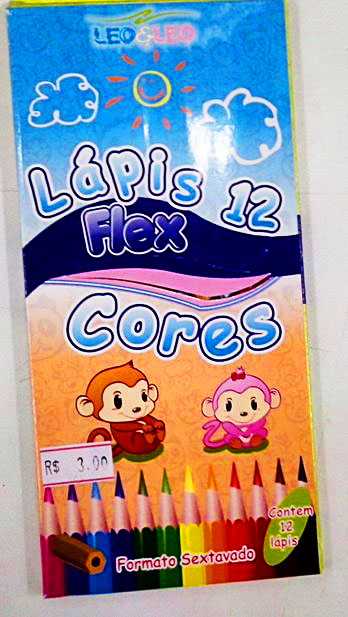 LEO & LEO
Lápis 12
Flex
Cores
R$ 3.00
Contem
12
lápis
Formato Sextavado